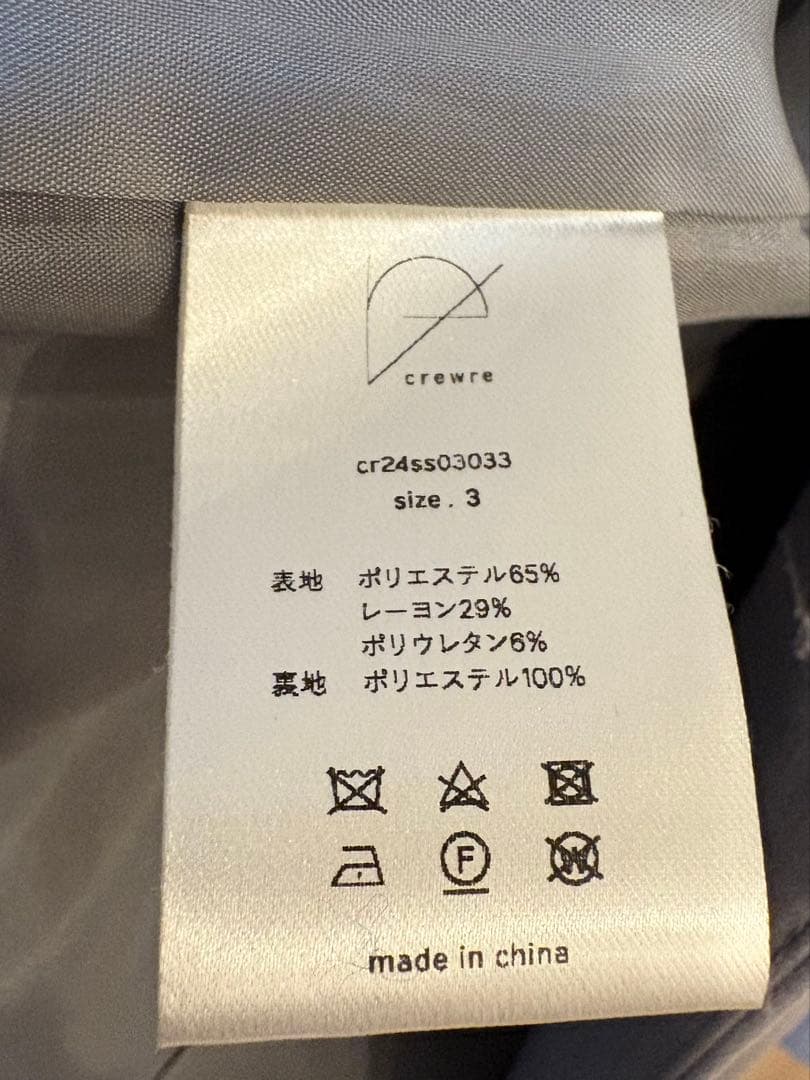 crewre
cr24ss03033
size . 3
表地 ポリエステル65%
レーヨン29%
ポリウレタン6%
裏地 ポリエステル100%
F
W
made in china